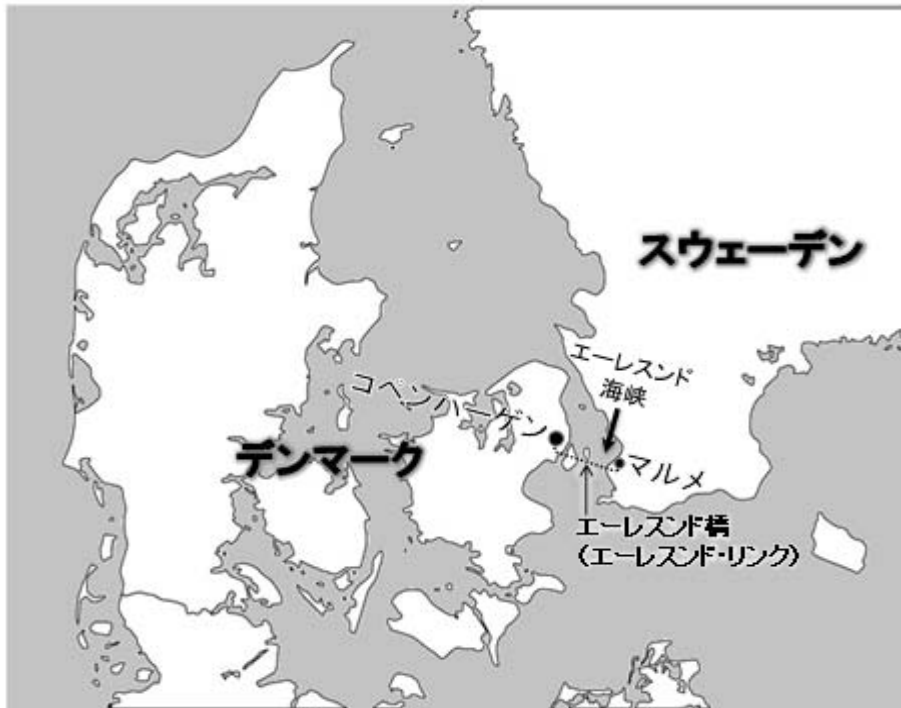 スウェーデン
エーレスンド
海峡
コペンハーゲン
デンマーク
マルメ
エーレスンド橋
(エーレスンド・リンク)